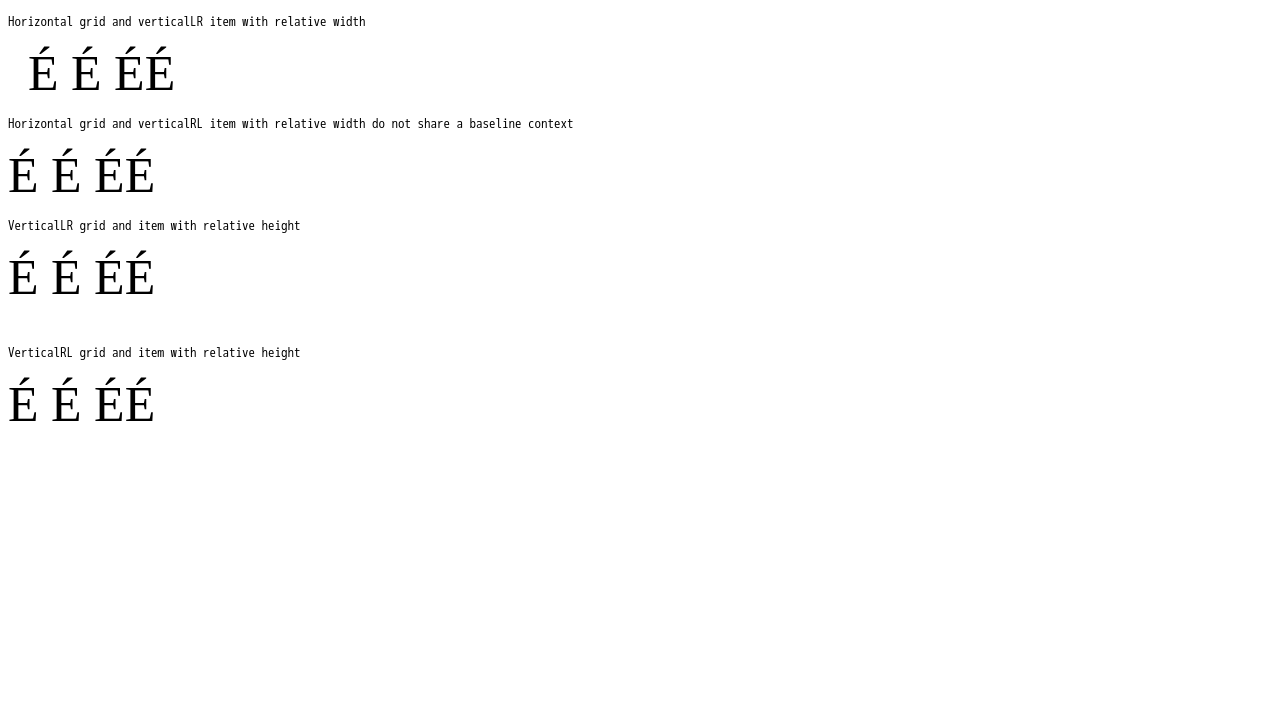 Horizontal grid and verticalLR item with relative width
É É ÉÉ
Horizontal grid and verticalRL item with relative width do not share a baseline context
É É ÉÉ
VerticalLR grid and item with relative height
É É ÉÉ
VerticalRL grid and item with relative height
É É ÉÉ